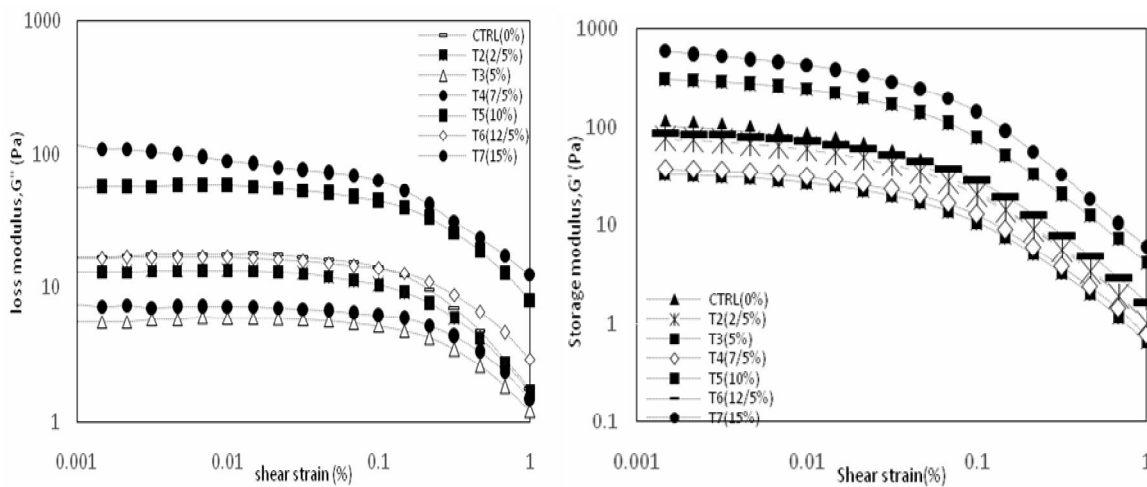 1000
100
10
1
loss modulus,G'' (Pa)
CTRL(0%)
T2(2/5%)
T3(5%)
T4(7/5%)
T5(10%)
T6(12/5%)
T7(15%)
0.001
0.01
0.1
1
shear strain (%)
1000
100
10
1
0.1
Storage modulus,G' (Pa)
CTRL(0%)
T2(2/5%)
T3(5%)
T4(7/5%)
T5(10%)
T6(12/5%)
T7(15%)
0.001
0.01
0.1
1
Shear strain(%)